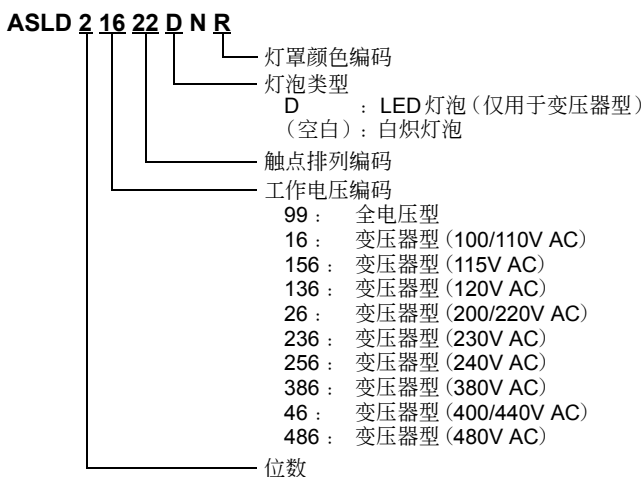 ASLD 2 16 22 D N R
灯罩颜色编码
灯泡类型
D ：LED灯泡（仅用于变压器型）
（空白）：白炽灯泡
触点排列编码
工作电压编码
99： 全电压型
16： 变压器型（100/110V AC）
156： 变压器型（115V AC）
136： 变压器型（120V AC）
26： 变压器型（200/220V AC）
236： 变压器型（230V AC）
256： 变压器型（240V AC）
386： 变压器型（380V AC）
46： 变压器型（400/440V AC）
486： 变压器型（480V AC）
位数